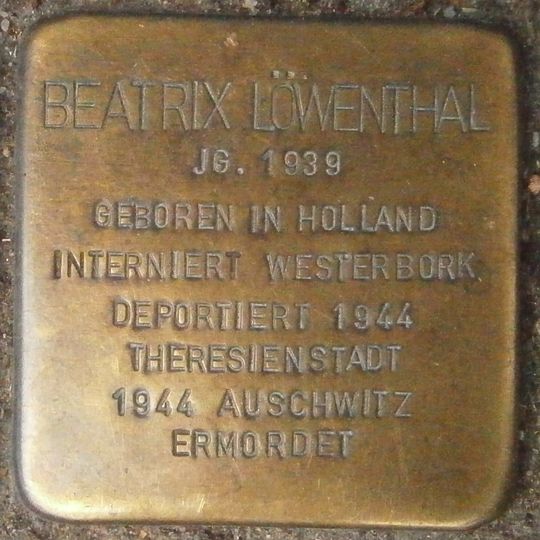 BEATRIX LÖWENTHAL
JG. 1939
GEBOREN IN HOLLAND
INTERNIERT WESTERBORK
DEPORTIERT 1944
THERESIENSTADT
1944 AUSCHWITZ
ERMORDET